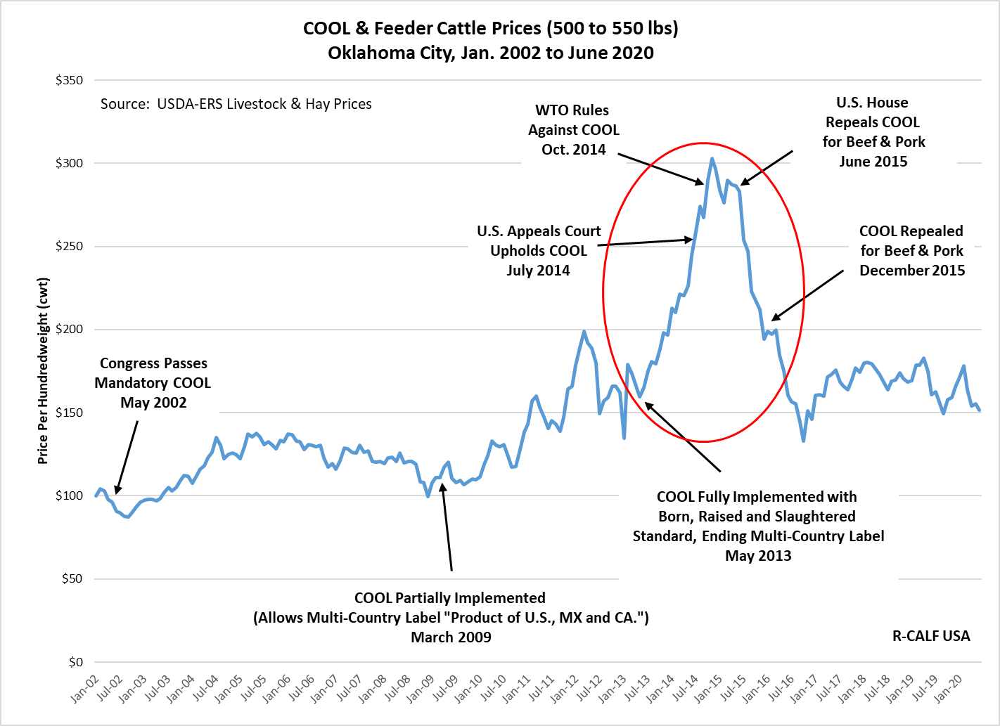 COOL & Feeder Cattle Prices (500 to 550 lbs)
Oklahoma City, Jan. 2002 to June 2020
Source:  USDA-ERS Livestock & Hay Prices
Price Per Hundredweight (cwt)
$350
$300
$250
$200
$150
$100
$50
$0
Congress Passes
Mandatory COOL
May 2002
COOL Partially Implemented
(Allows Multi-Country Label "Product of U.S., MX and CA.")
March 2009
WTO Rules
Against COOL
Oct. 2014
U.S. Appeals Court
Upholds COOL
July 2014
U.S. House
Repeals COOL
for Beef & Pork
June 2015
COOL Repealed
for Beef & Pork
December 2015
COOL Fully Implemented with
Born, Raised and Slaughtered
Standard, Ending Multi-Country Label
May 2013
R-CALF USA
Jan-02
Jul-02
Jan-03
Jul-03
Jan-04
Jul-04
Jan-05
Jul-05
Jan-06
Jul-06
Jan-07
Jul-07
Jan-08
Jul-08
Jan-09
Jul-09
Jan-10
Jul-10
Jan-11
Jul-11
Jan-12
Jul-12
Jan-13
Jul-13
Jan-14
Jul-14
Jan-15
Jul-15
Jan-16
Jul-16
Jan-17
Jul-17
Jan-18
Jul-18
Jan-19
Jul-19
Jan-20